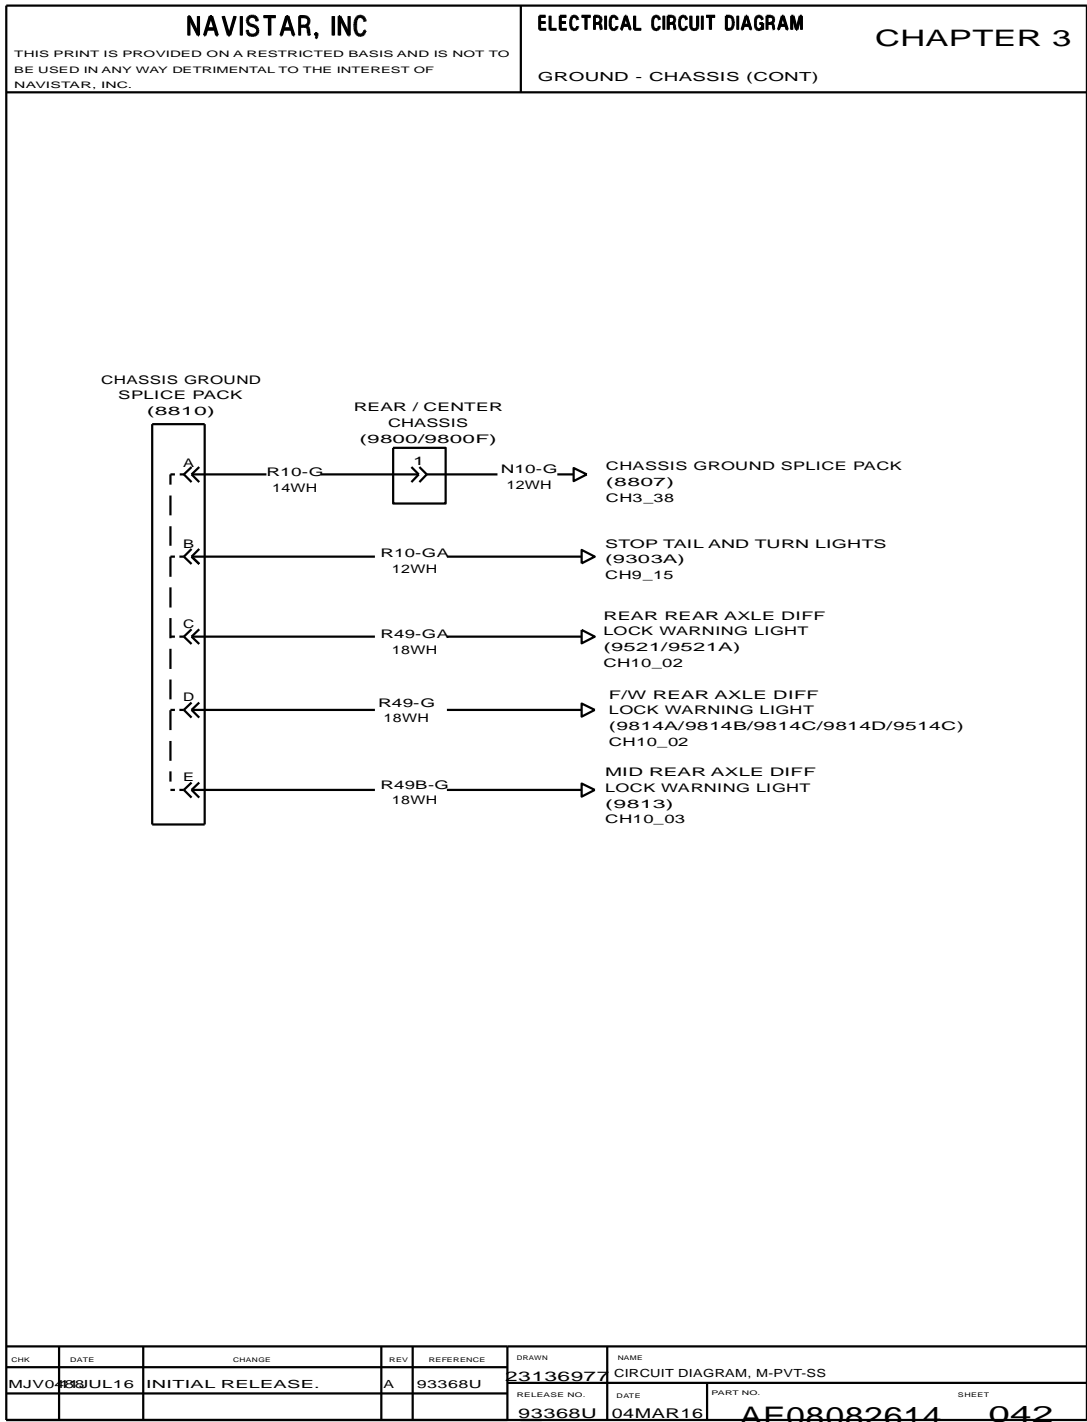 NAVISTAR, INC
THIS PRINT IS PROVIDED ON A RESTRICTED BASIS AND IS NOT TO
BE USED IN ANY WAY DETRIMENTAL TO THE INTEREST OF
NAVISTAR, INC.
ELECTRICAL CIRCUIT DIAGRAM
CHAPTER 3
GROUND - CHASSIS (CONT)
CHASSIS GROUND
SPLICE PACK
(8810)
REAR / CENTER
CHASSIS
(9800/9800F)
A
R10-G
14WH
1
N10-G
12WH
CHASSIS GROUND SPLICE PACK
(8807)
CH3_38
B
R10-GA
12WH
STOP TAIL AND TURN LIGHTS
(9303A)
CH9_15
C
R49-GA
18WH
REAR REAR AXLE DIFF
LOCK WARNING LIGHT
(9521/9521A)
CH10_02
D
R49-G
18WH
F/W REAR AXLE DIFF
LOCK WARNING LIGHT
(9814A/9814B/9814C/9814D/9514C)
CH10_02
E
R49B-G
18WH
MID REAR AXLE DIFF
LOCK WARNING LIGHT
(9813)
CH10_03
CHK DATE CHANGE REV REFERENCE
INITIAL RELEASE. A 93368U
DRAWN
23136977
NAME
CIRCUIT DIAGRAM, M-PVT-SS
RELEASE NO.
93368U
DATE
04MAR16
PART NO.
AF08082614
SHEET
042